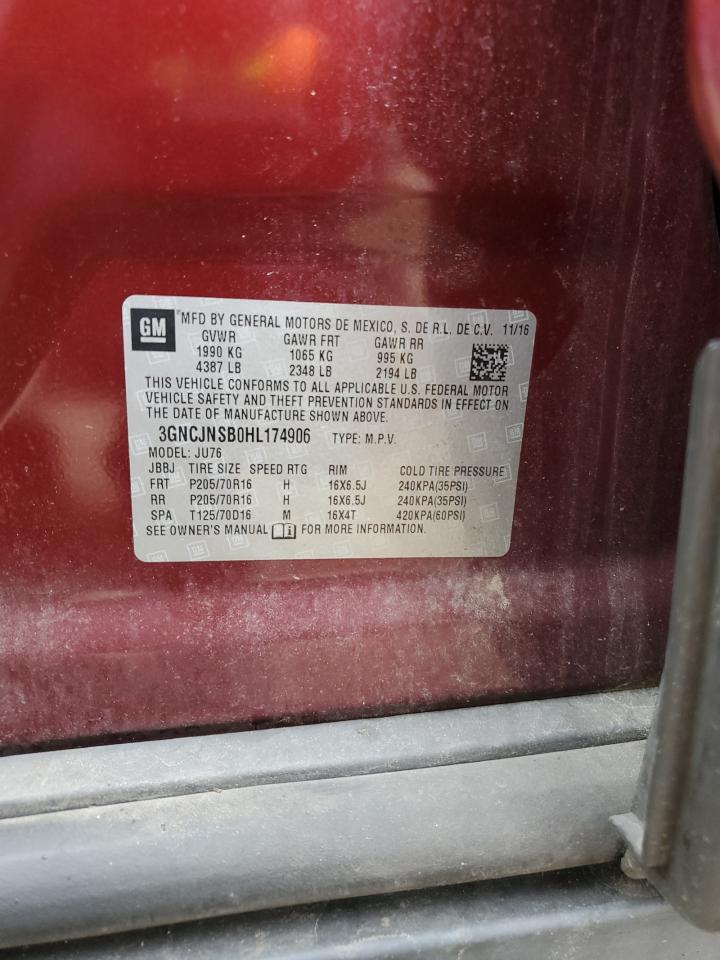 GM MFD BY GENERAL MOTORS DE MEXICO, S. DE R.L. DE C.V. 11/16
GVWR GAWR FRT GAWR RR
1990 KG 1065 KG 995 KG
4387 LB 2348 LB 2194 LB
THIS VEHICLE CONFORMS TO ALL APPLICABLE U.S. FEDERAL MOTOR
VEHICLE SAFETY AND THEFT PREVENTION STANDARDS IN EFFECT ON
THE DATE OF MANUFACTURE SHOWN ABOVE.
3GNCJNSB0HL174906 TYPE: M.P.V.
MODEL: JU76
JBBJ TIRE SIZE SPEED RTG RIM COLD TIRE PRESSURE
FRT P205/70R16 H 16X6.5J 240KPA(35PSI)
RR P205/70R16 H 16X6.5J 240KPA(35PSI)
SPA T125/70D16 M 16X4T 420KPA(60PSI)
SEE OWNER'S MANUAL i FOR MORE INFORMATION.